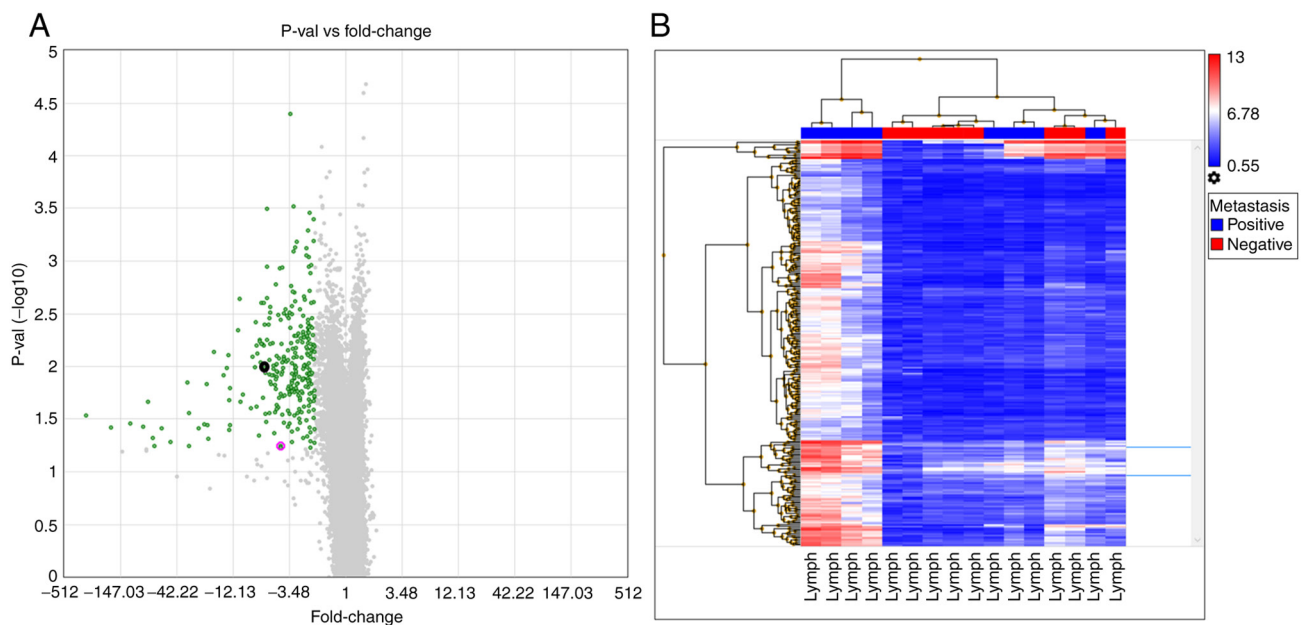 A
P-val vs fold-change
5
4.5
4
3.5
3
2.5
2
1.5
1
0.5
0
P-val (–log10)
–512 –147.03 –42.22 –12.13 –3.48 1 3.48 12.13 42.22 147.03 512
Fold-change
B
13
6.78
0.55
Metastasis
Positive
Negative
Lymph Lymph Lymph Lymph Lymph Lymph Lymph Lymph Lymph Lymph Lymph Lymph Lymph Lymph Lymph Lymph